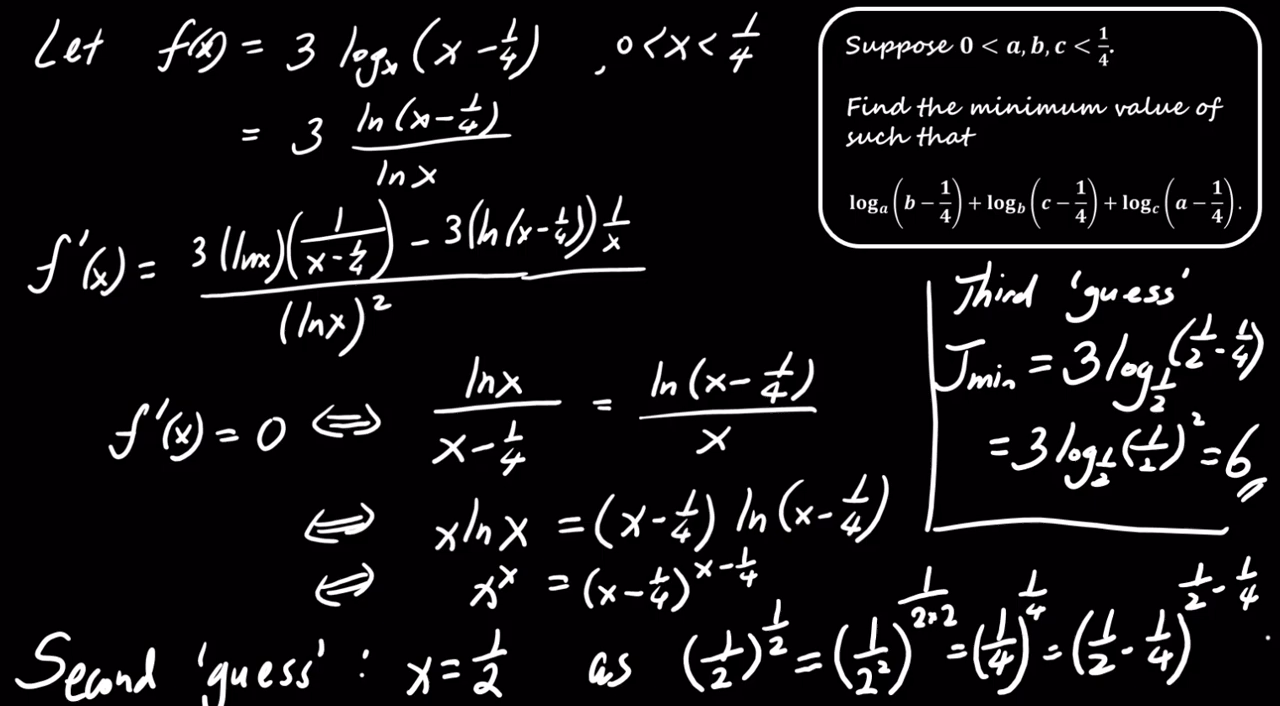 Let f(x) = 3 logₓ (x - 1/4) , 0 < x < 1/4
= 3 ln(x - 1/4) / ln x
f'(x) = (3(ln x)(1/(x - 1/4)) - 3(ln(x - 1/4)) 1/x) / (ln x)²
f'(x) = 0 ⇔ ln x / (x - 1/4) = ln(x - 1/4) / x
⇔ x ln x = (x - 1/4) ln(x - 1/4)
⇔ x^x = (x - 1/4)^(x - 1/4)
Second 'guess' : x = 1/2 as (1/2)^(1/2) = (1/2²)^(1/(2×2)) = (1/4)^(1/4) = (1/2 - 1/4)^(1/2 - 1/4) .
Suppose 0 < a, b, c < 1/4.
Find the minimum value of
such that
logₐ (b - 1/4) + log_b (c - 1/4) + log_c (a - 1/4).
Third 'guess'
Jmin = 3 log_(1/2) (1/2 - 1/4)
= 3 log_(1/2) (1/2)² = 6